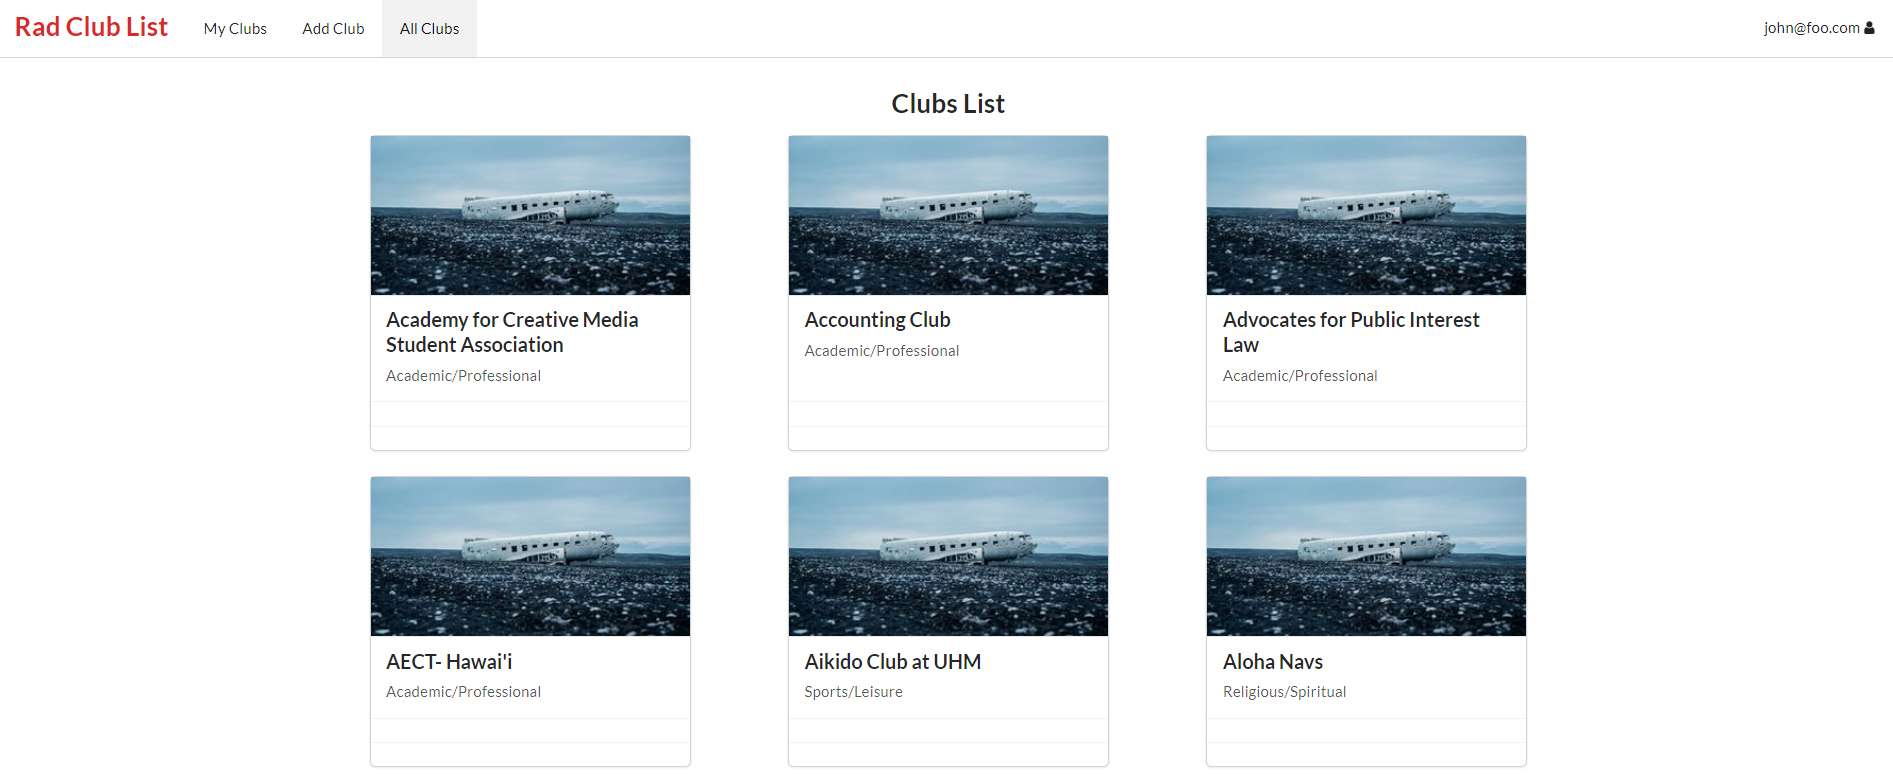 Rad Club List
My Clubs
Add Club
All Clubs
john@foo.com
Clubs List
Academy for Creative Media
Student Association
Academic/Professional
Accounting Club
Academic/Professional
Advocates for Public Interest
Law
Academic/Professional
AECT- Hawai'i
Academic/Professional
Aikido Club at UHM
Sports/Leisure
Aloha Navs
Religious/Spiritual